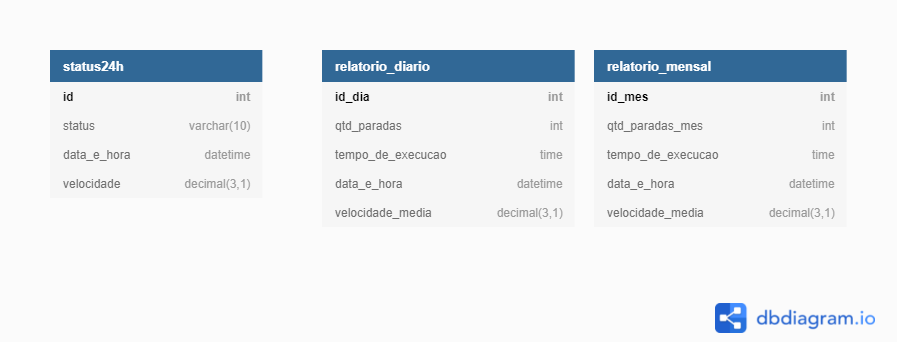 status24h
id int
status varchar(10)
data_e_hora datetime
velocidade decimal(3,1)
relatorio_diario
id_dia int
qtd_paradas int
tempo_de_execucao time
data_e_hora datetime
velocidade_media decimal(3,1)
relatorio_mensal
id_mes int
qtd_paradas_mes int
tempo_de_execucao time
data_e_hora datetime
velocidade_media decimal(3,1)
dbdiagram.io